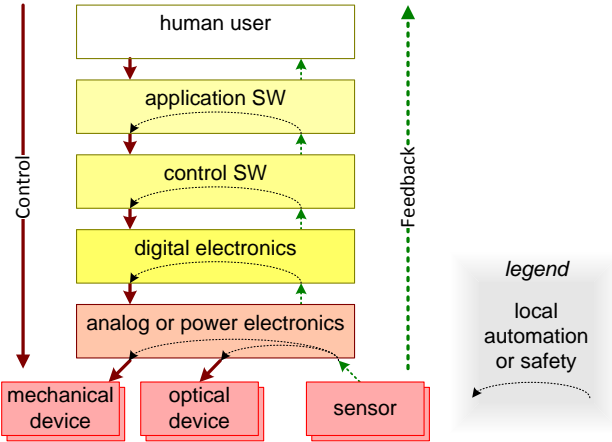 human user
application SW
control SW
digital electronics
analog or power electronics
mechanical
device
optical
device
sensor
Control
Feedback
legend
local
automation
or safety